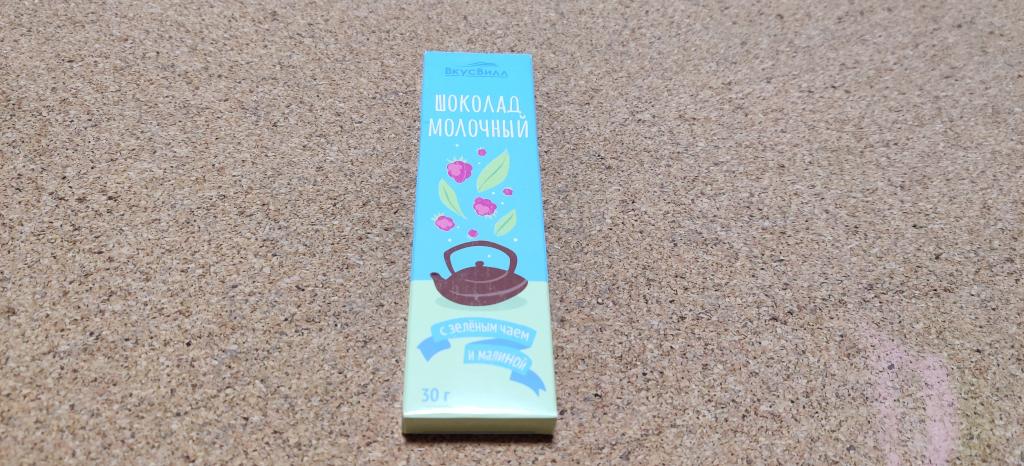 ВкусВилл
ШОКОЛАД
МОЛОЧНЫЙ
с зелёным чаем
и малиной
30 г